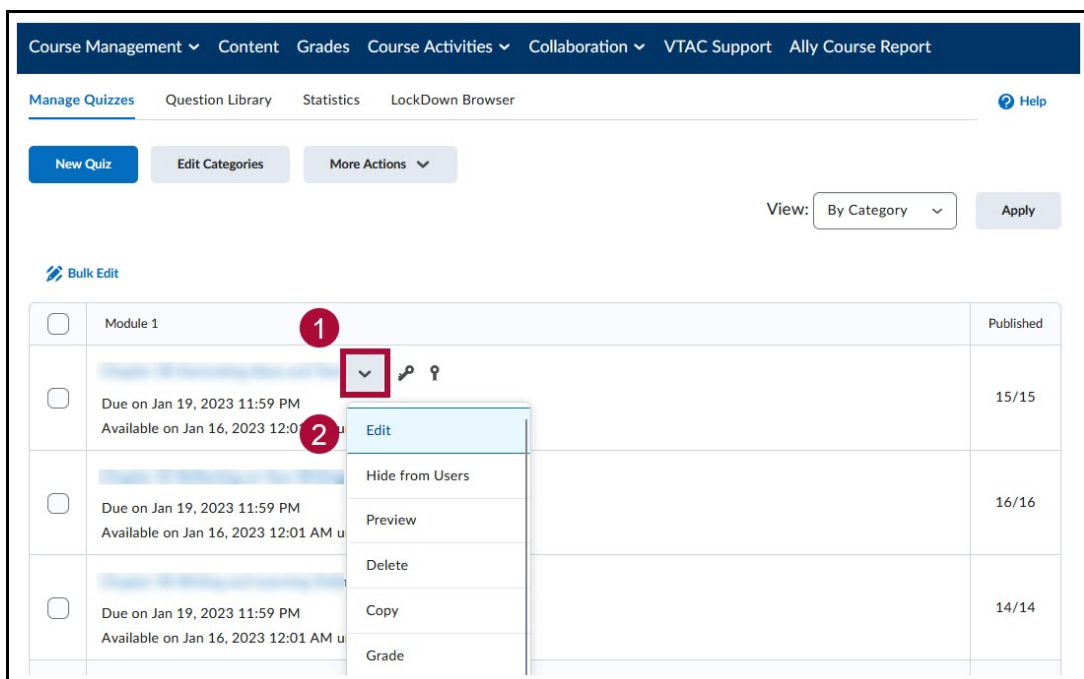 Course Management Content Grades Course Activities Collaboration VTAC Support Ally Course Report
Manage Quizzes Question Library Statistics LockDown Browser Help
New Quiz Edit Categories More Actions
View: By Category Apply
Bulk Edit
Module 1 Published
1
15/15
Due on Jan 19, 2023 11:59 PM
Available on Jan 16, 2023 12:0
2
Edit
Hide from Users
Preview
Delete
Copy
Grade
16/16
Due on Jan 19, 2023 11:59 PM
Available on Jan 16, 2023 12:01 AM u
14/14
Due on Jan 19, 2023 11:59 PM
Available on Jan 16, 2023 12:01 AM u